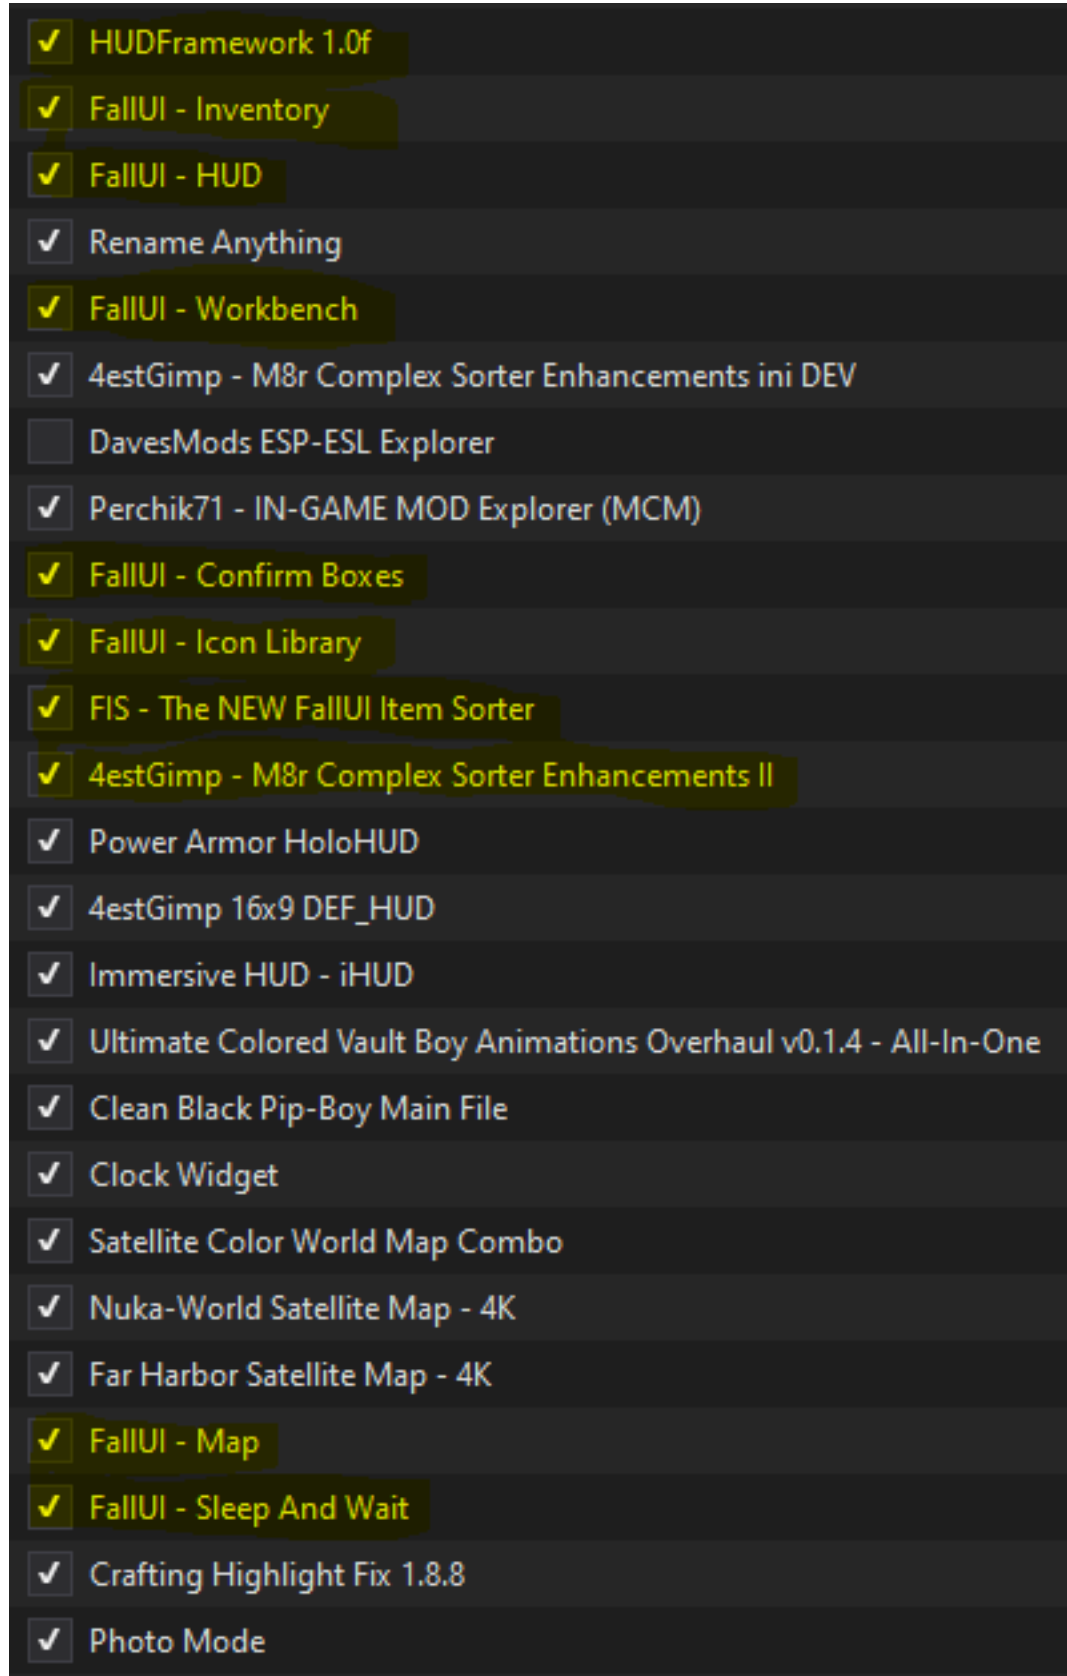 HUDFramework 1.0f
FallUI - Inventory
FallUI - HUD
Rename Anything
FallUI - Workbench
4estGimp - M8r Complex Sorter Enhancements ini DEV
DavesMods ESP-ESL Explorer
Perchik71 - IN-GAME MOD Explorer (MCM)
FallUI - Confirm Boxes
FallUI - Icon Library
FIS - The NEW FallUI Item Sorter
4estGimp - M8r Complex Sorter Enhancements II
Power Armor HoloHUD
4estGimp 16x9 DEF_HUD
Immersive HUD - iHUD
Ultimate Colored Vault Boy Animations Overhaul v0.1.4 - All-In-One
Clean Black Pip-Boy Main File
Clock Widget
Satellite Color World Map Combo
Nuka-World Satellite Map - 4K
Far Harbor Satellite Map - 4K
FallUI - Map
FallUI - Sleep And Wait
Crafting Highlight Fix 1.8.8
Photo Mode